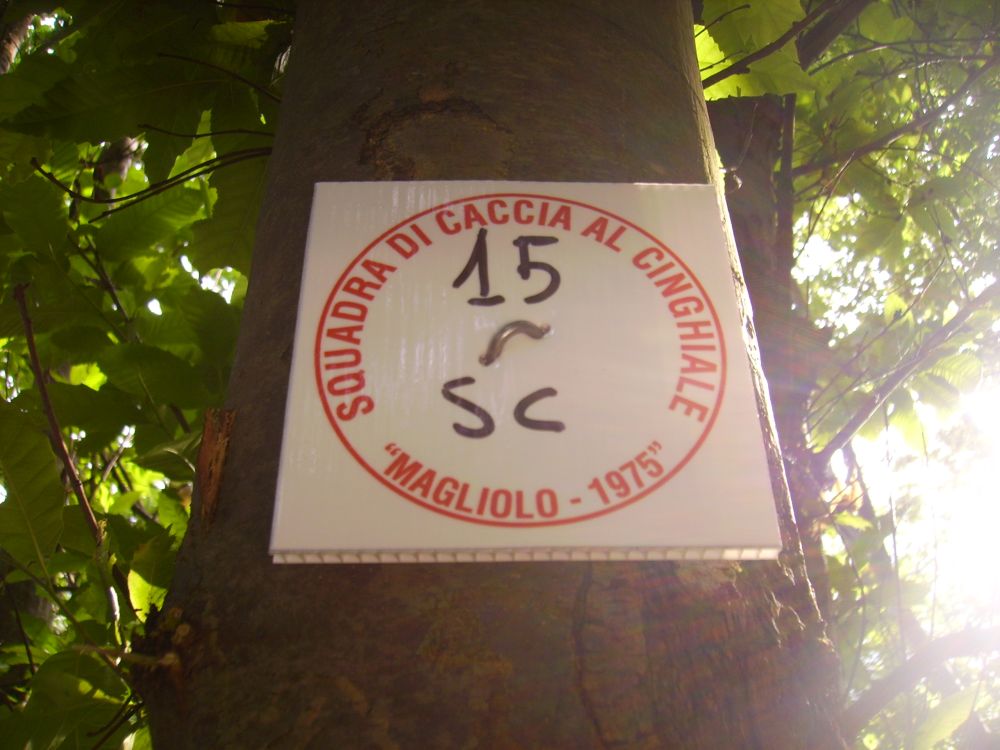 SQUADRA DI CACCIA AL CINGHIALE
15
SC
"MAGLIOLO - 1975"